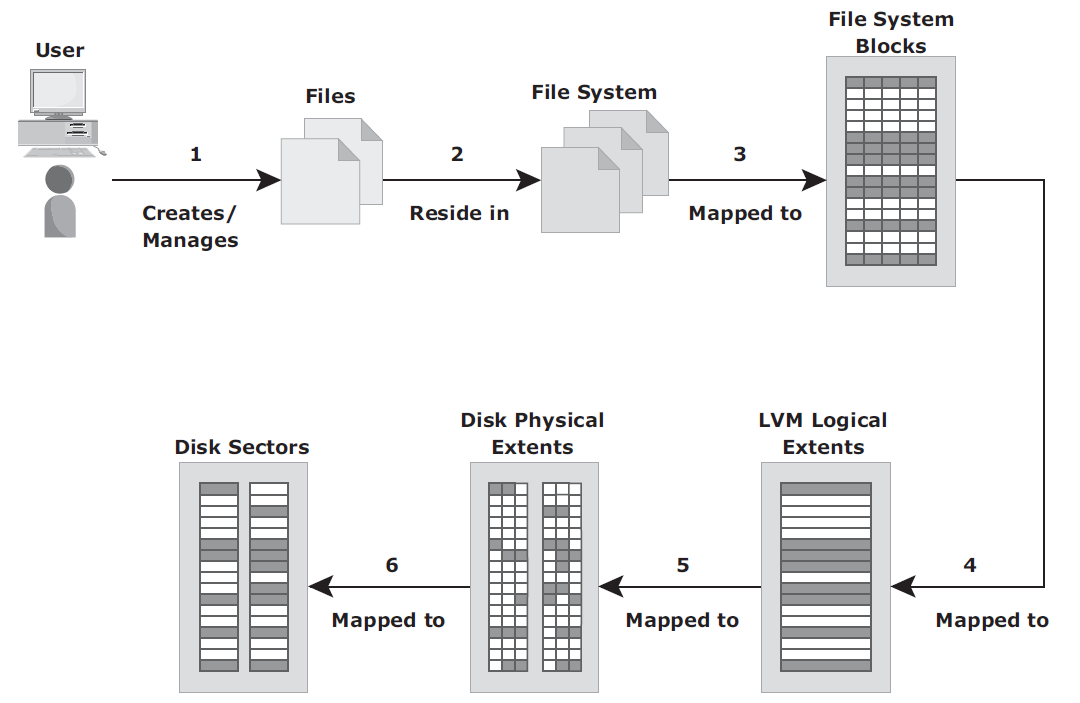 User
Files
File System
File System
Blocks
1
Creates/
Manages
2
Reside in
3
Mapped to
Disk Sectors
Disk Physical
Extents
LVM Logical
Extents
6
Mapped to
5
Mapped to
4
Mapped to